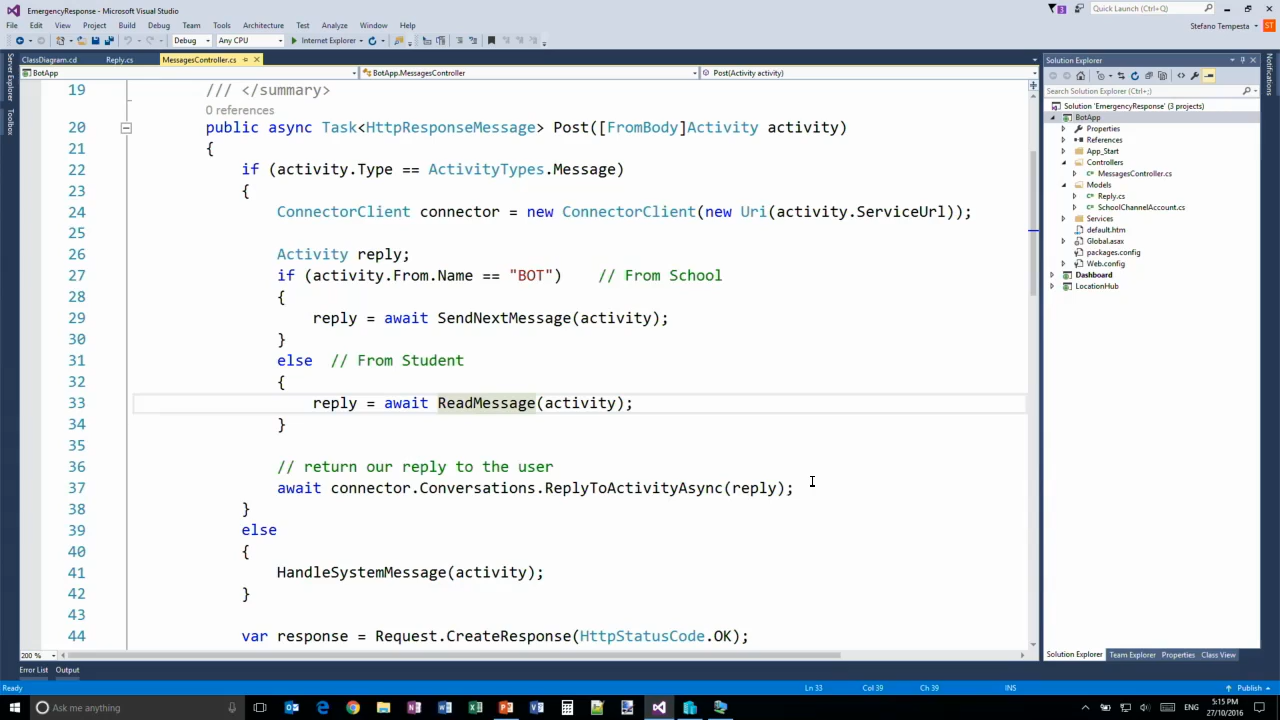 EmergencyResponse - Microsoft Visual Studio
Quick Launch (Ctrl+Q)
File Edit View Project Build Debug Team Tools Architecture Test Analyze Window Help
Stefano Tempesta ST
Debug Any CPU Internet Explorer
ClassDiagram.cd Reply.cs MessagesController.cs
BotApp BotApp.MessagesController Post(Activity activity)
Server Explorer
Toolbox
19 /// </summary>
0 references
20 public async Task<HttpResponseMessage> Post([FromBody]Activity activity)
21 {
22 if (activity.Type == ActivityTypes.Message)
23 {
24 ConnectorClient connector = new ConnectorClient(new Uri(activity.ServiceUrl));
25
26 Activity reply;
27 if (activity.From.Name == "BOT") // From School
28 {
29 reply = await SendNextMessage(activity);
30 }
31 else // From Student
32 {
33 reply = await ReadMessage(activity);
34 }
35
36 // return our reply to the user
37 await connector.Conversations.ReplyToActivityAsync(reply);
38 }
39 else
40 {
41 HandleSystemMessage(activity);
42 }
43
44 var response = Request.CreateResponse(HttpStatusCode.OK);
200 %
Solution Explorer
Search Solution Explorer (Ctrl+;)
Solution 'EmergencyResponse' (3 projects)
BotApp
Properties
References
App_Start
Controllers
MessagesController.cs
Models
Reply.cs
SchoolChannelAccount.cs
Services
default.htm
Global.asax
packages.config
Web.config
Dashboard
LocationHub
Solution Explorer Team Explorer Properties Class View
Notifications
Error List Output
Ready Ln 33 Col 39 Ch 39 INS Publish
Ask me anything
ENG
5:15 PM
27/10/2016